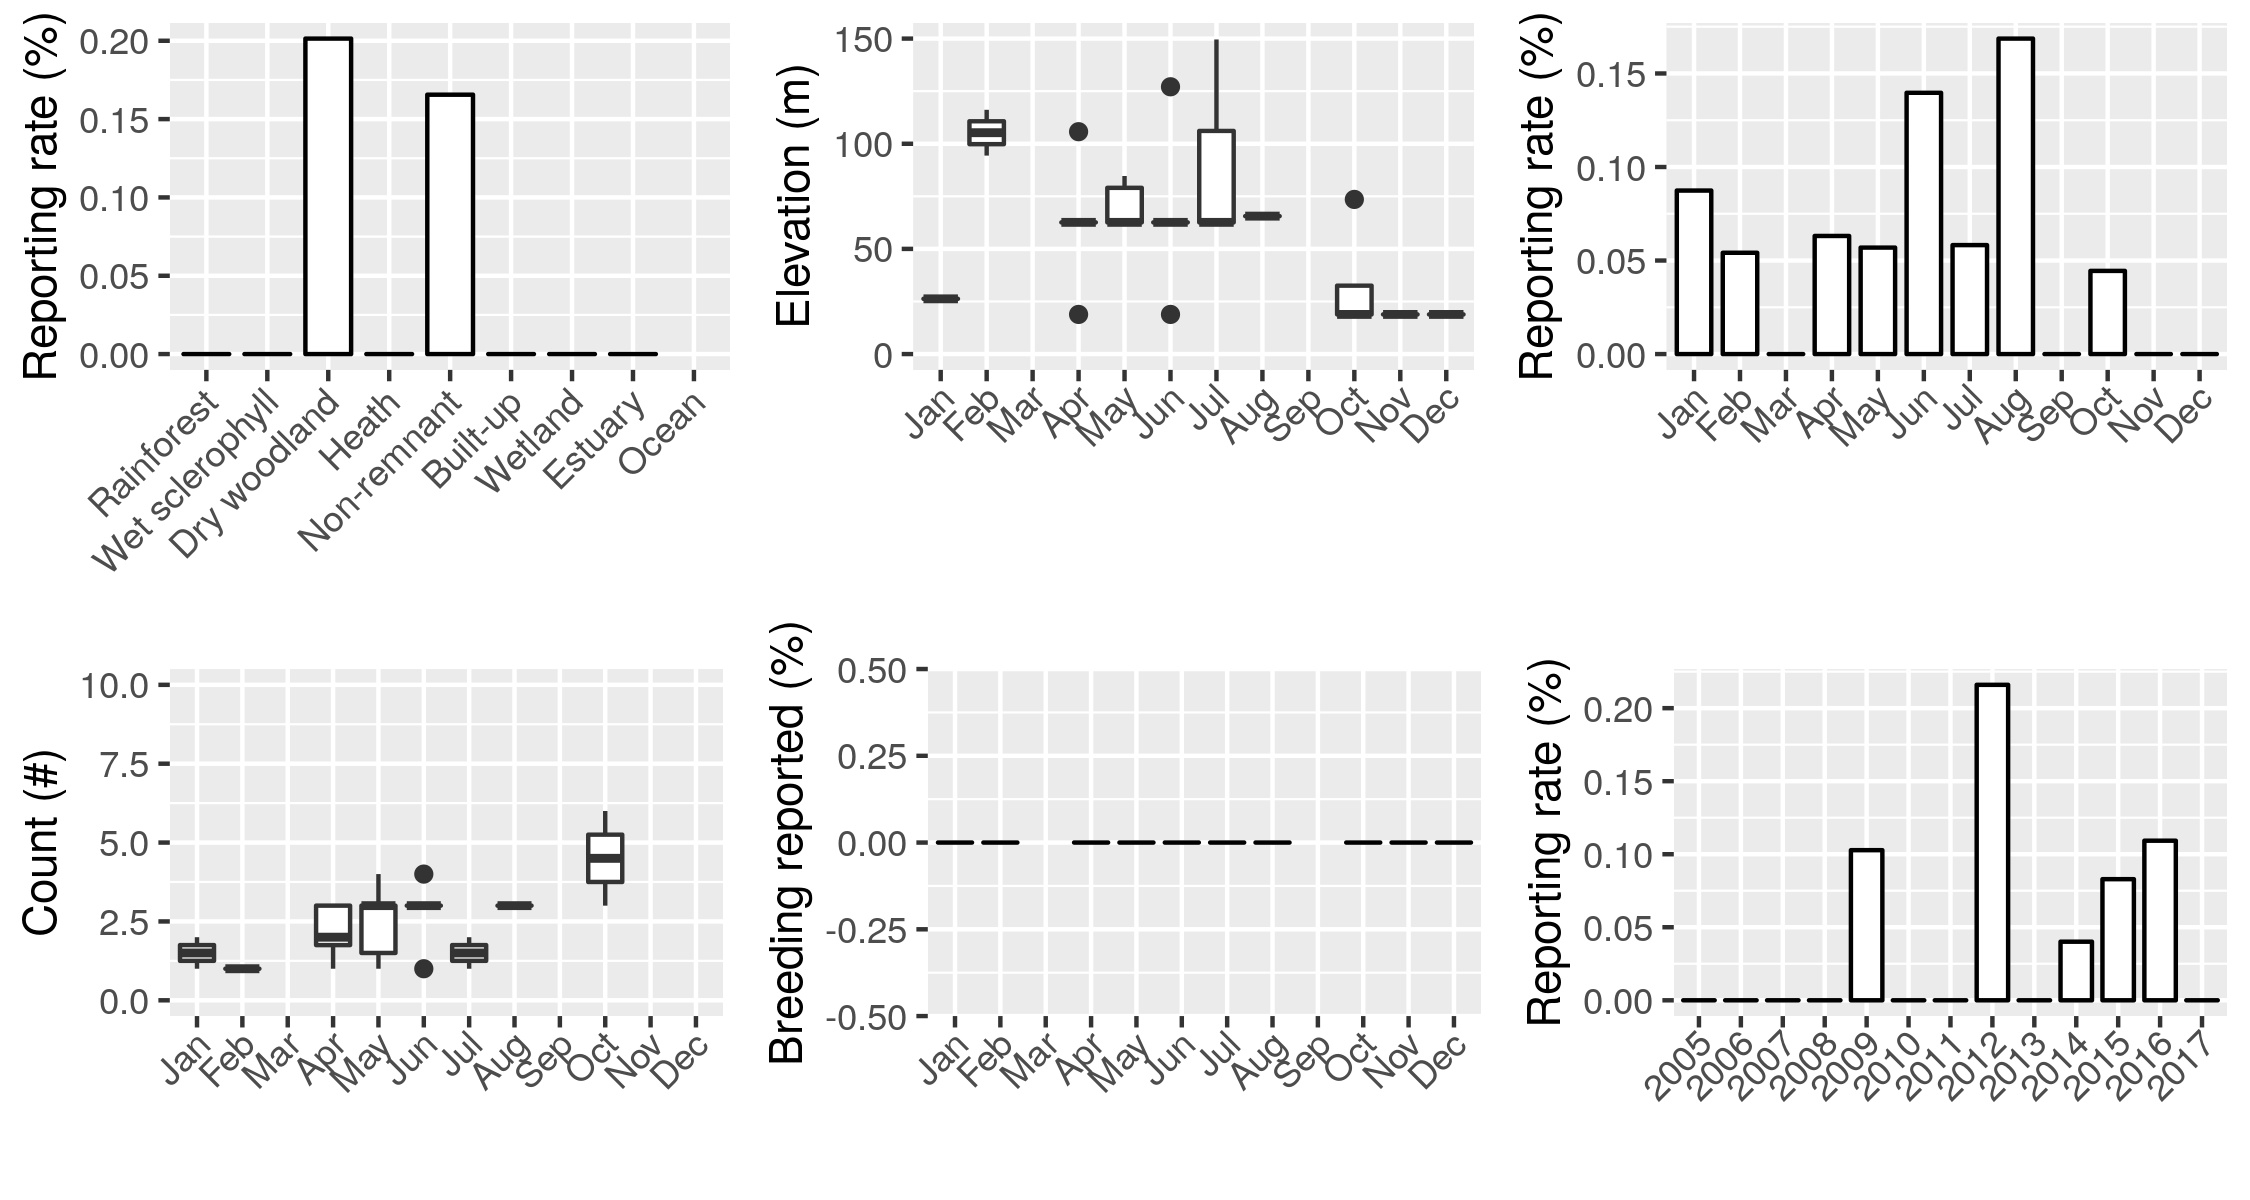 Reporting rate (%)
0.20
0.15
0.10
0.05
0.00
Rainforest
Wet sclerophyll
Dry woodland
Heath
Non-remnant
Built-up
Wetland
Estuary
Ocean
Elevation (m)
150
100
50
0
Jan
Feb
Mar
Apr
May
Jun
Jul
Aug
Sep
Oct
Nov
Dec
Reporting rate (%)
0.15
0.10
0.05
0.00
Jan
Feb
Mar
Apr
May
Jun
Jul
Aug
Sep
Oct
Nov
Dec
Count (#)
10.0
7.5
5.0
2.5
0.0
Jan
Feb
Mar
Apr
May
Jun
Jul
Aug
Sep
Oct
Nov
Dec
Breeding reported (%)
0.50
0.25
0.00
-0.25
-0.50
Jan
Feb
Mar
Apr
May
Jun
Jul
Aug
Sep
Oct
Nov
Dec
Reporting rate (%)
0.20
0.15
0.10
0.05
0.00
2005
2006
2007
2008
2009
2010
2011
2012
2013
2014
2015
2016
2017